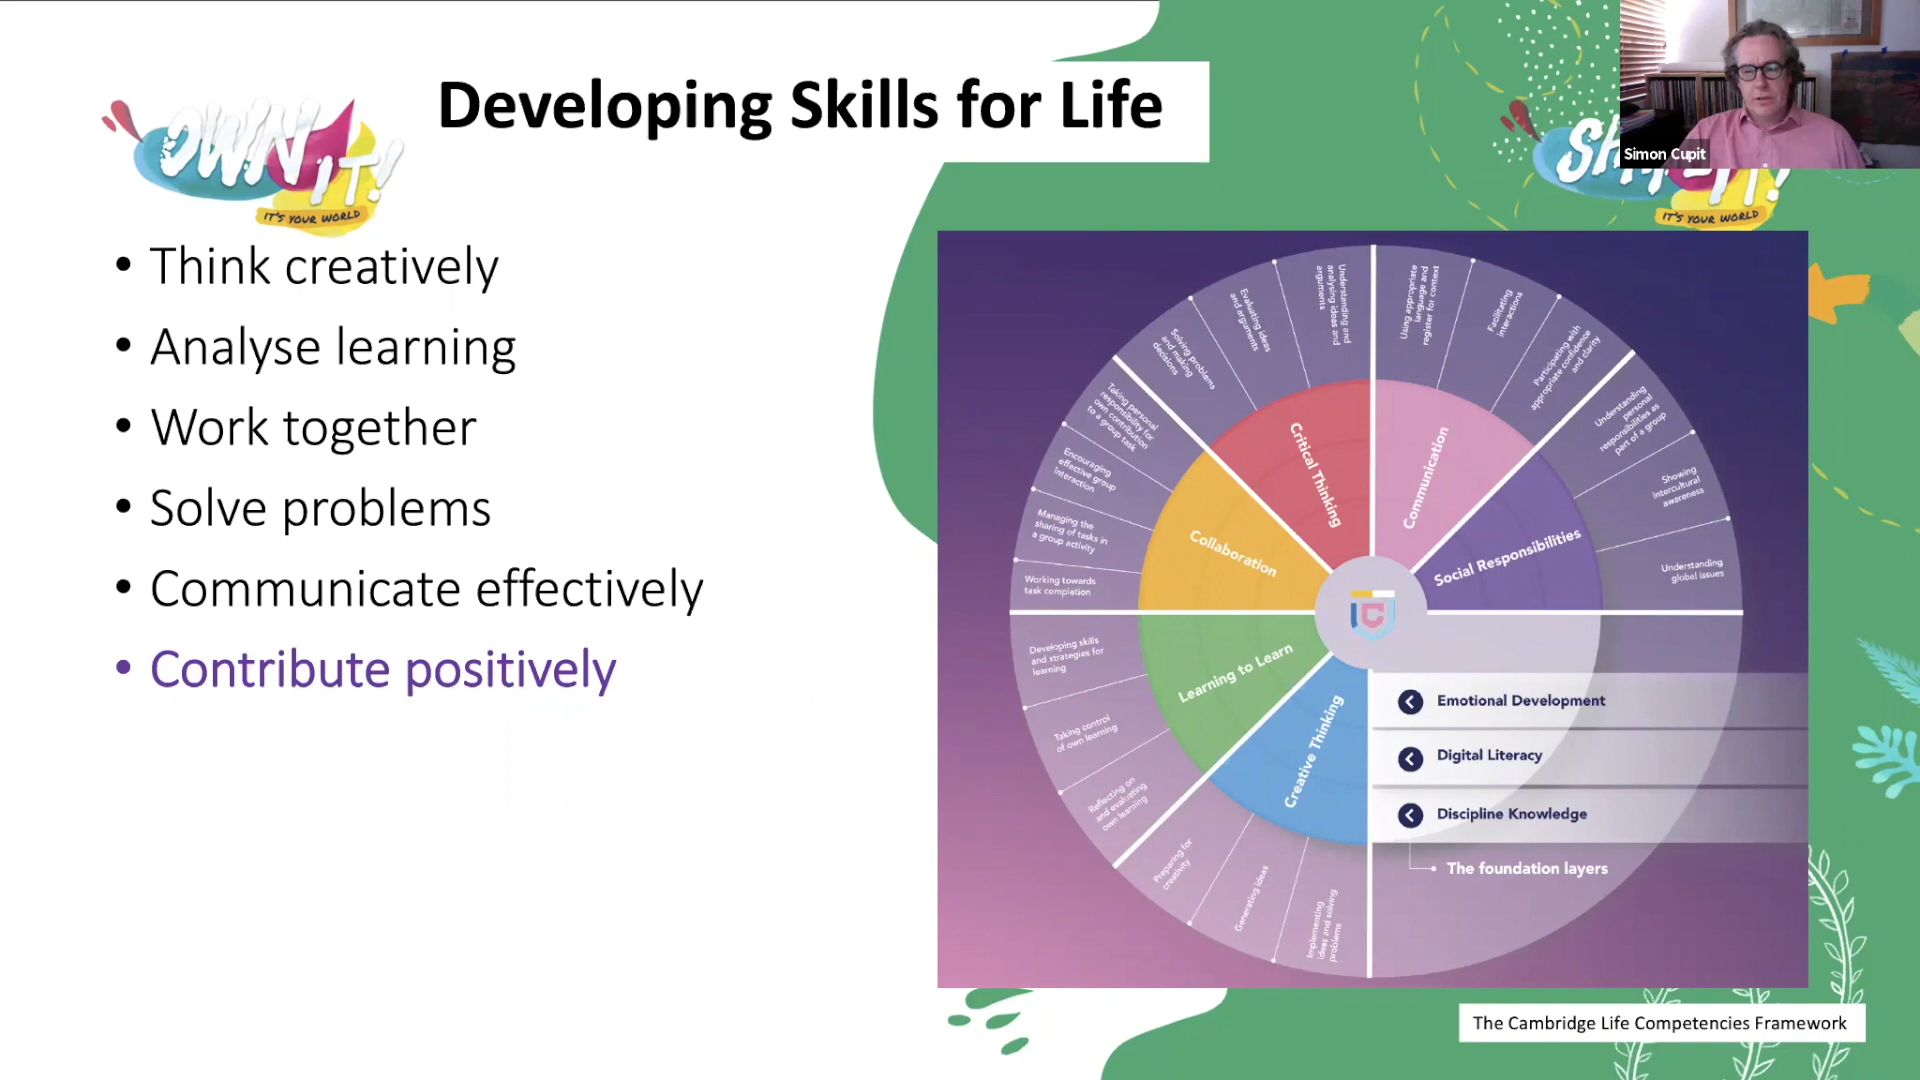 Developing Skills for Life
OWN IT!
IT'S YOUR WORLD
IT'S YOUR WORLD
Simon Cupit
• Think creatively
• Analyse learning
• Work together
• Solve problems
• Communicate effectively
• Contribute positively
Critical Thinking
Solving problems
and making
decisions
Evaluating ideas
and arguments
Understanding and
analysing ideas and
arguments
Communication
Using appropriate
language and
register for context
Facilitating
interactions
Participating with
appropriate confidence
and clarity
Social Responsibilities
Understanding
personal
responsibilities as
part of a group
Showing
intercultural
awareness
Understanding
global issues
Collaboration
Taking personal
responsibility for
own contribution
to a group task
Encouraging
effective group
interaction
Managing the
sharing of tasks in
a group activity
Working towards
task completion
Learning to Learn
Developing skills
and strategies for
learning
Taking control
of own learning
Reflecting on
and evaluating
own learning
Creative Thinking
Preparing for
creativity
Generating ideas
Implementing
ideas and solving
problems
Emotional Development
Digital Literacy
Discipline Knowledge
The foundation layers
The Cambridge Life Competencies Framework